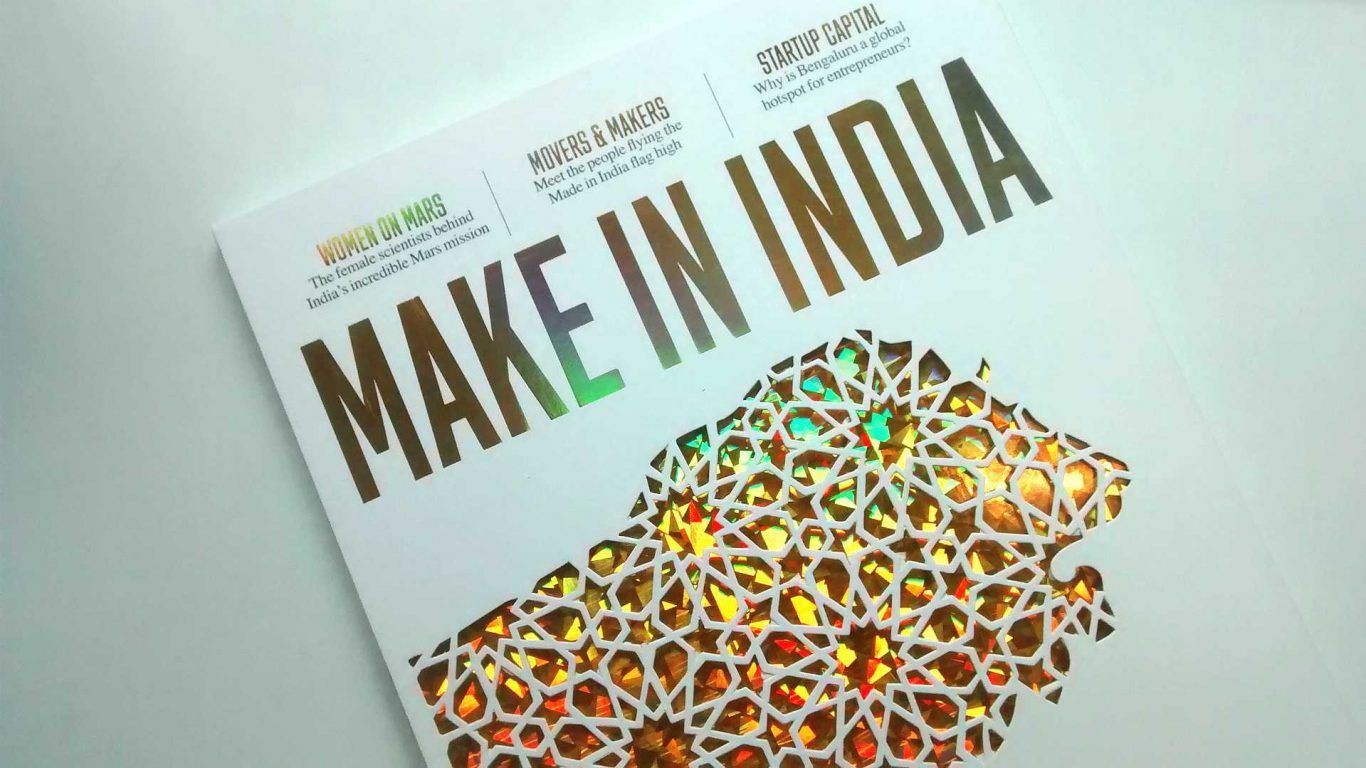 WOMEN ON MARS
The female scientists behind
India's incredible Mars mission
MOVERS & MAKERS
Meet the people flying the
Made in India flag high
STARTUP CAPITAL
Why is Bengaluru a global
hotspot for entrepreneurs?
MAKE IN INDIA